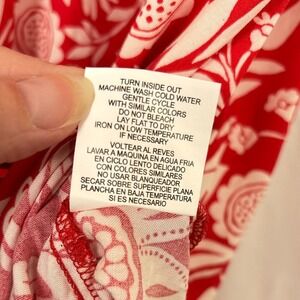 TURN INSIDE OUT
MACHINE WASH COLD WATER
GENTLE CYCLE
WITH SIMILAR COLORS
DO NOT BLEACH
LAY FLAT TO DRY
IRON ON LOW TEMPERATURE
IF NECESSARY
VOLTEAR AL REVES
LAVAR A MAQUINA EN AGUA FRIA
EN CICLO LENTO DELICADO
CON COLORES SIMILARES
NO USAR BLANQUEADOR
SECAR SOBRE SUPERFICIE PLANA
PLANCHA EN BAJA TEMPERATURA
SI ES NECESARIO